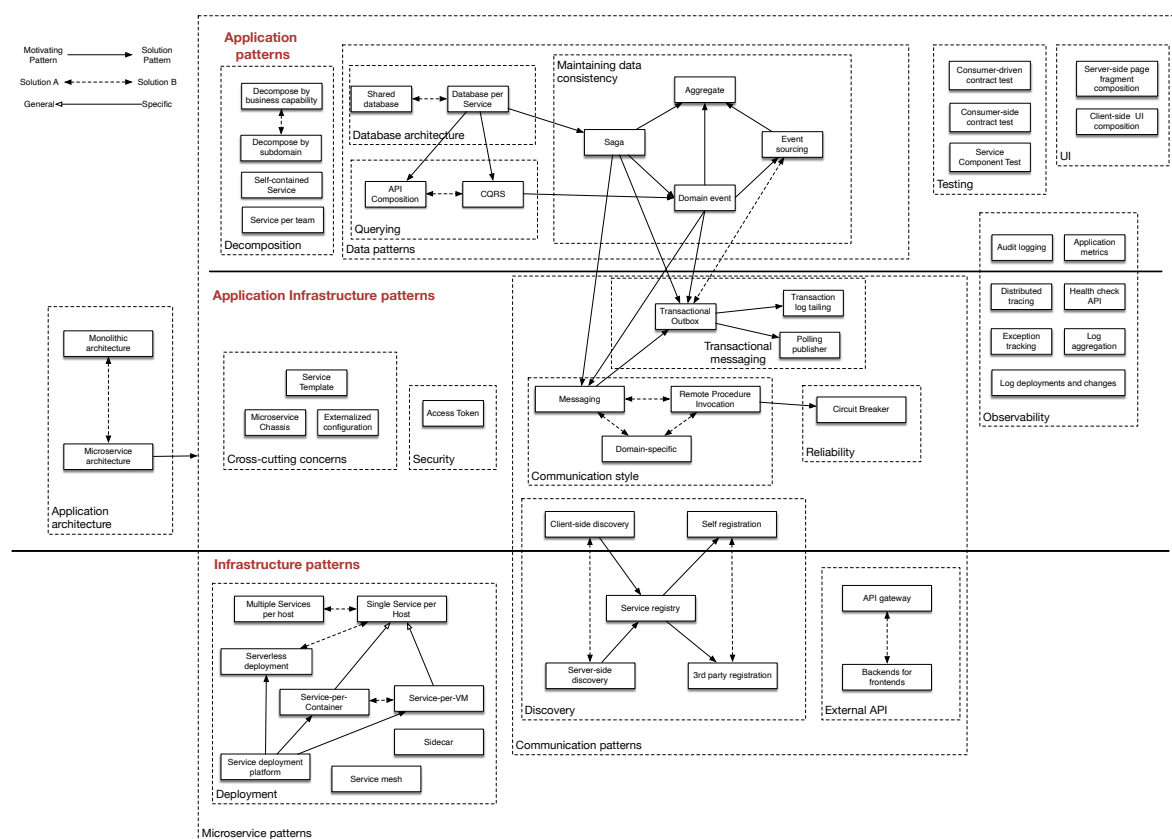 Motivating
Pattern
Solution
Pattern
Solution A
Solution B
General
Specific
Application
patterns
Decompose by
business capability
Decompose by
subdomain
Self-contained
Service
Service per team
Decomposition
Shared
database
Database per
Service
Database architecture
API
Composition
CQRS
Querying
Data patterns
Maintaining data
consistency
Aggregate
Saga
Event
sourcing
Domain event
Consumer-driven
contract test
Consumer-side
contract test
Service
Component Test
Testing
Server-side page
fragment
composition
Client-side UI
composition
UI
Audit logging
Application
metrics
Distributed
tracing
Health check
API
Exception
tracking
Log
aggregation
Log deployments and changes
Observability
Application Infrastructure patterns
Monolithic
architecture
Microservice
architecture
Application
architecture
Service
Template
Microservice
Chassis
Externalized
configuration
Cross-cutting concerns
Access Token
Security
Transactional
Outbox
Transaction
log tailing
Polling
publisher
Transactional
messaging
Messaging
Remote Procedure
Invocation
Domain-specific
Communication style
Circuit Breaker
Reliability
Client-side discovery
Self registration
Service registry
Server-side
discovery
3rd party registration
Discovery
API gateway
Backends for
frontends
External API
Communication patterns
Infrastructure patterns
Multiple Services
per host
Single Service per
Host
Serverless
deployment
Service-per-
Container
Service-per-VM
Sidecar
Service deployment
platform
Service mesh
Deployment
Microservice patterns